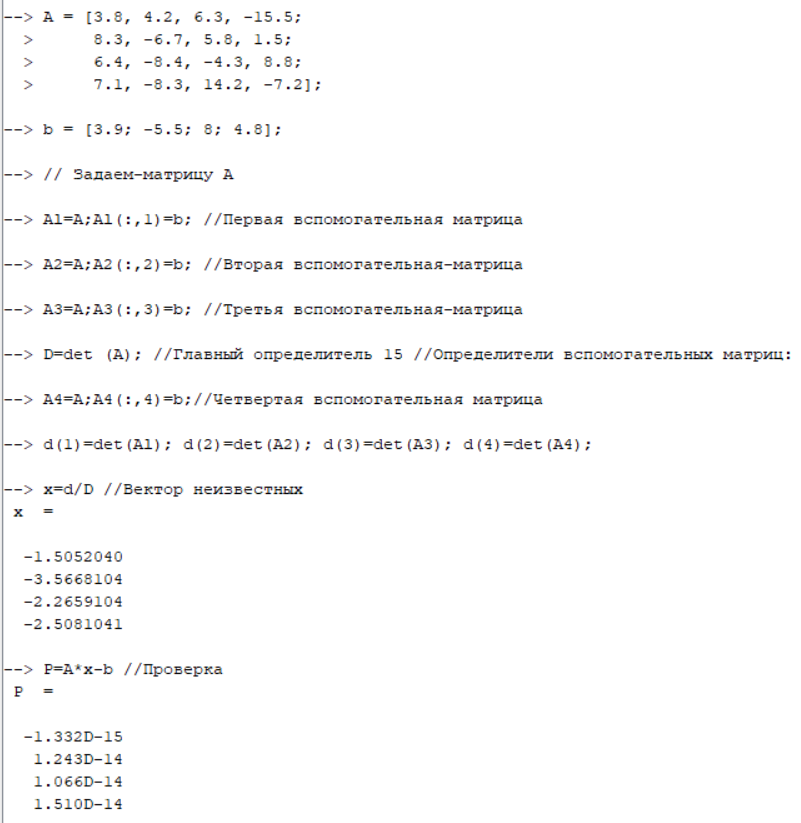 --> A = [3.8, 4.2, 6.3, -15.5;
> 8.3, -6.7, 5.8, 1.5;
> 6.4, -8.4, -4.3, 8.8;
> 7.1, -8.3, 14.2, -7.2];
--> b = [3.9; -5.5; 8; 4.8];
--> // Задаем-матрицу А
--> A1=A;A1(:,1)=b; //Первая вспомогательная матрица
--> A2=A;A2(:,2)=b; //Вторая вспомогательная-матрица
--> A3=A;A3(:,3)=b; //Третья вспомогательная-матрица
--> D=det (A); //Главный определитель 15 //Определители вспомогательных матриц:
--> A4=A;A4(:,4)=b;//Четвертая вспомогательная матрица
--> d(1)=det(A1); d(2)=det(A2); d(3)=det(A3); d(4)=det(A4);
--> x=d/D //Вектор неизвестных
x =
-1.5052040
-3.5668104
-2.2659104
-2.5081041
--> P=A*x-b //Проверка
P =
-1.332D-15
1.243D-14
1.066D-14
1.510D-14